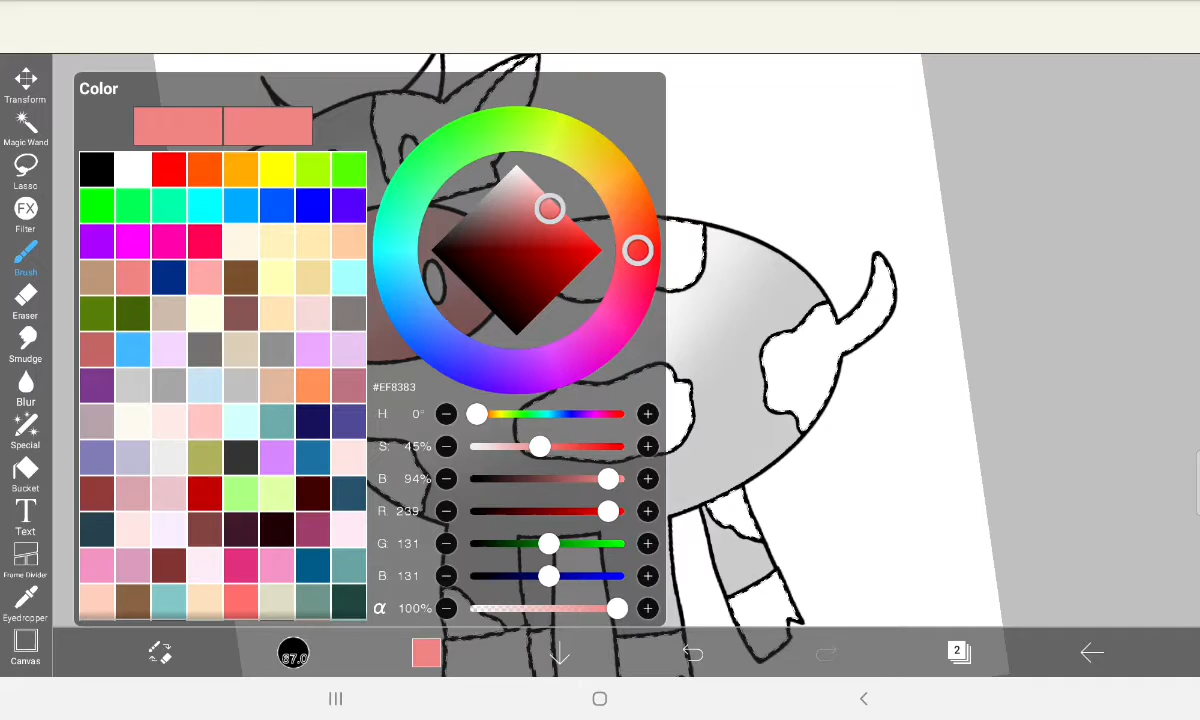 Color
Transform
Magic Wand
Lasso
FX
Filter
Brush
Eraser
Smudge
Blur
Special
Bucket
T
Text
Frame Divider
Eyedropper
Canvas
#EF8383
H 0°
S: 45%
B 94%
R: 239
G: 131
B: 131
α 100%
67.0
2